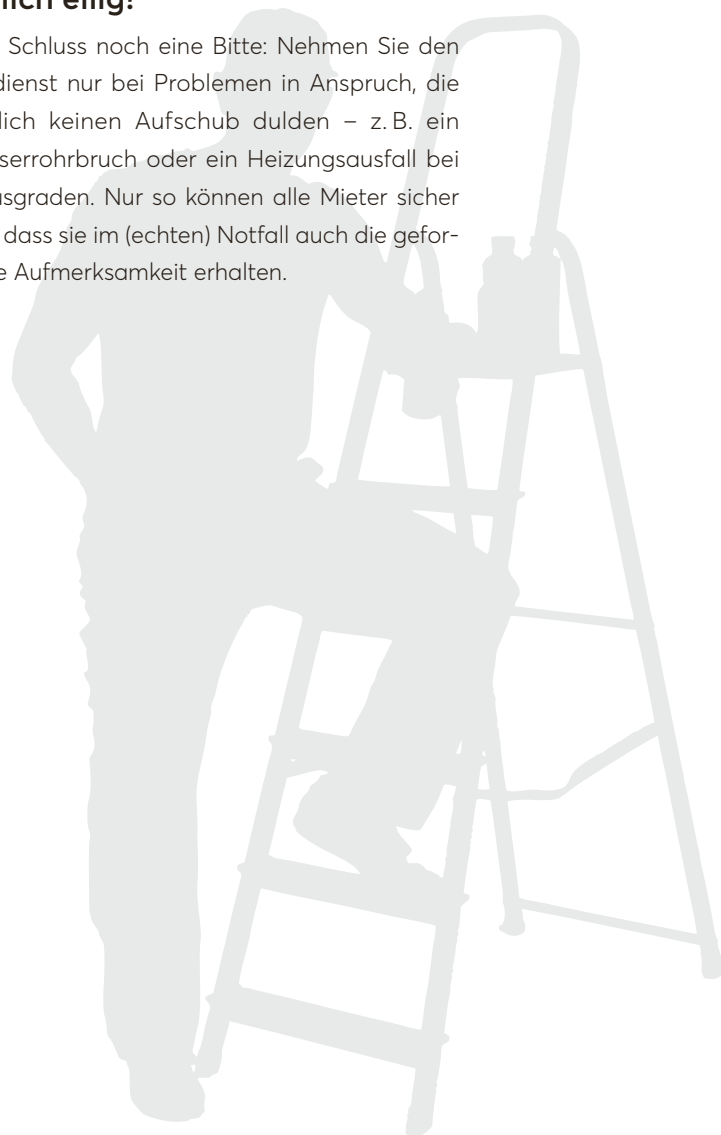 lich eilig!
Schluss noch eine Bitte: Nehmen Sie den
dienst nur bei Problemen in Anspruch, die
lich keinen Aufschub dulden – z. B. ein
serrohrbruch oder ein Heizungsausfall bei
usgraden. Nur so können alle Mieter sicher
dass sie im (echten) Notfall auch die gefor-
e Aufmerksamkeit erhalten.